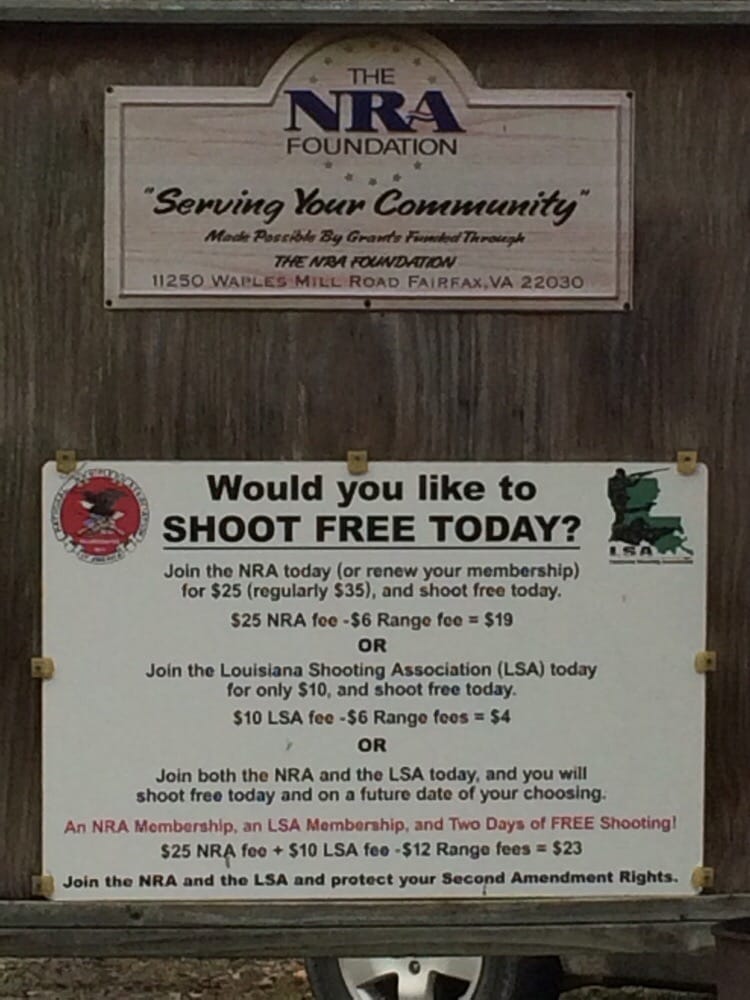 THE
NRA
FOUNDATION
"Serving Your Community"
Made Possible By Grants Funded Through
THE NRA FOUNDATION
11250 WAPLES MILL ROAD FAIRFAX, VA 22030
Would you like to
SHOOT FREE TODAY?
LSA
Join the NRA today (or renew your membership)
for $25 (regularly $35), and shoot free today.
$25 NRA fee -$6 Range fee = $19
OR
Join the Louisiana Shooting Association (LSA) today
for only $10, and shoot free today.
$10 LSA fee -$6 Range fees = $4
OR
Join both the NRA and the LSA today, and you will
shoot free today and on a future date of your choosing.
An NRA Membership, an LSA Membership, and Two Days of FREE Shooting!
$25 NRA fee + $10 LSA fee -$12 Range fees = $23
Join the NRA and the LSA and protect your Second Amendment Rights.